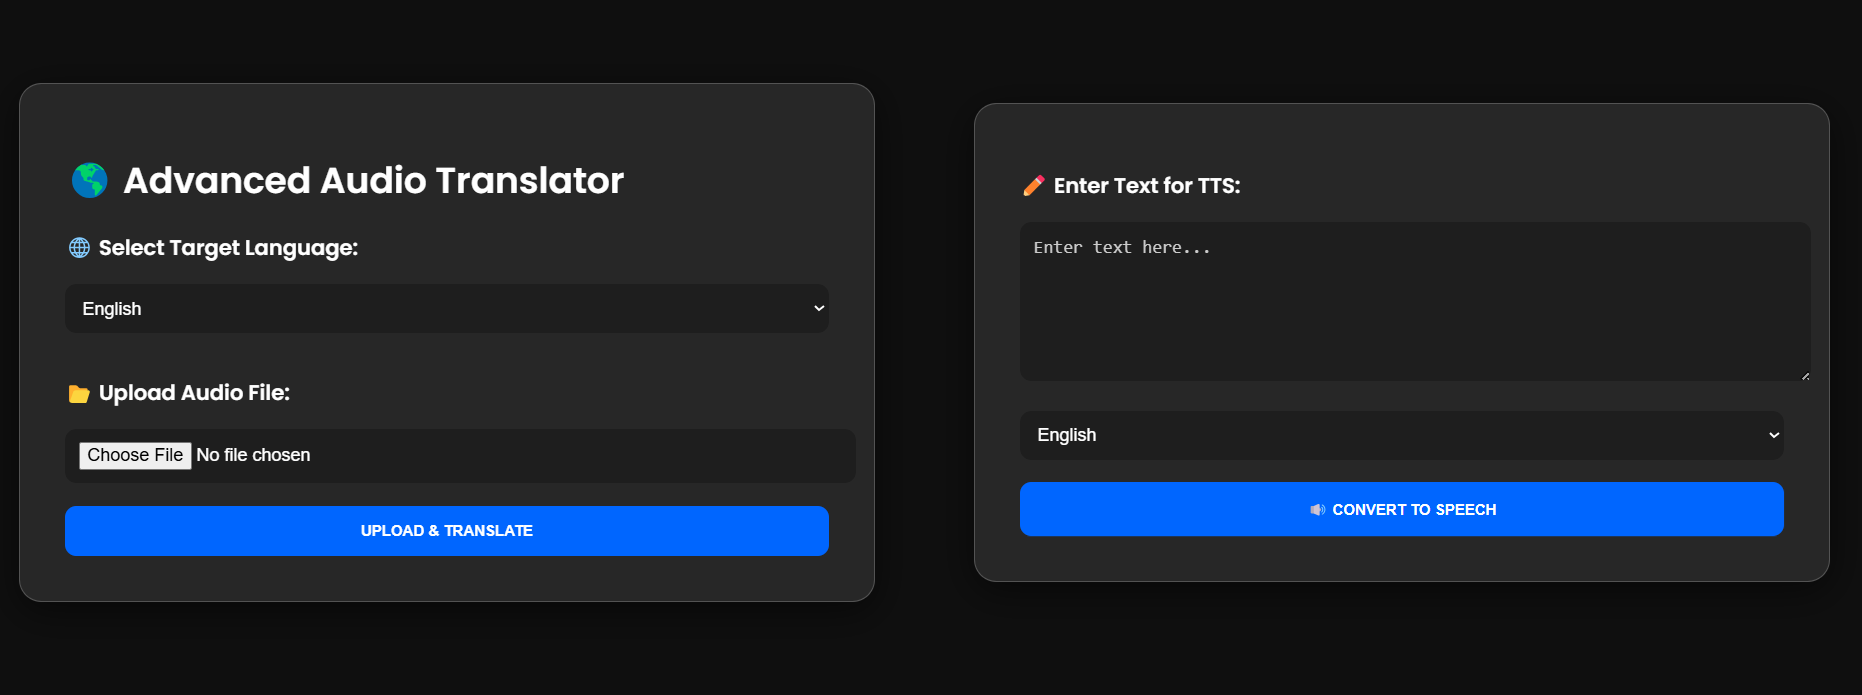 Advanced Audio Translator
Select Target Language:
English
Upload Audio File:
Choose File No file chosen
UPLOAD & TRANSLATE
Enter Text for TTS:
Enter text here...
English
CONVERT TO SPEECH